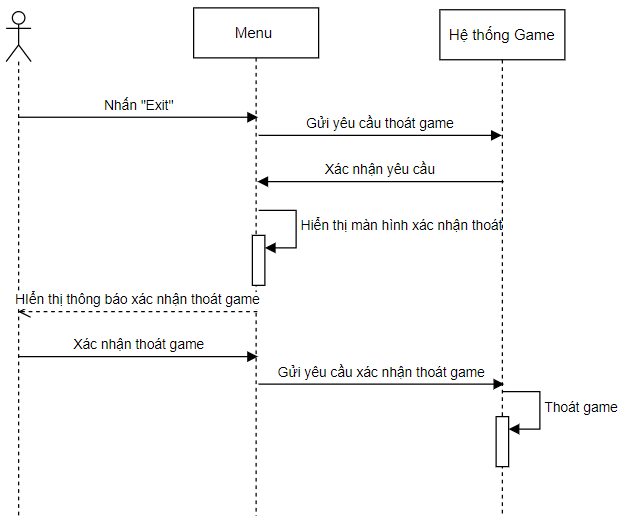 Menu
Hệ thống Game
Nhấn "Exit"
Gửi yêu cầu thoát game
Xác nhận yêu cầu
Hiển thị màn hình xác nhận thoát
HIển thị thông báo xác nhận thoát game
Xác nhận thoát game
Gửi yêu cầu xác nhận thoát game
Thoát game